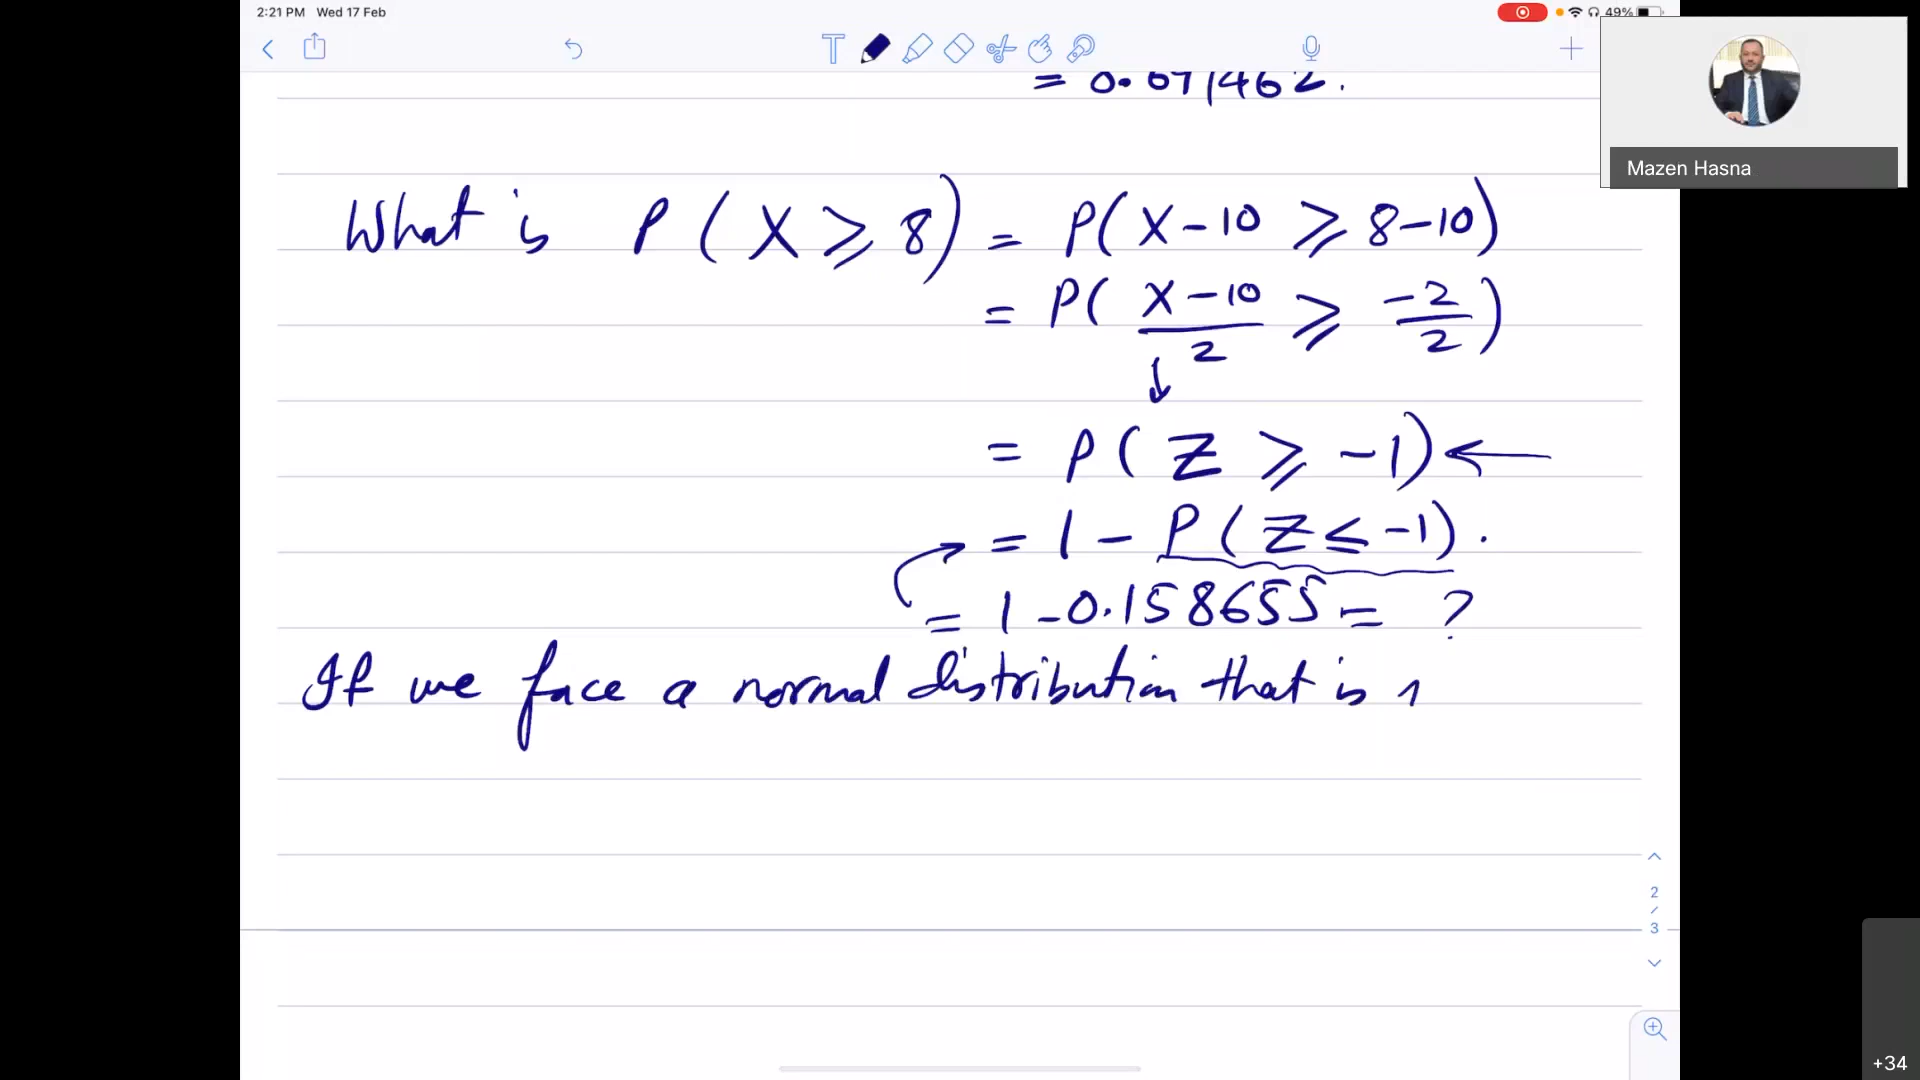 2:21 PM Wed 17 Feb
49%
Mazen Hasna
What is P(X ≥ 8) = P(X-10 ≥ 8-10)
= P( (X-10)/2 ≥ -2/2 )
↓
= P(Z ≥ -1) ←
= 1 - P(Z ≤ -1).
= 1 - 0.158655 = ?
If we face a normal distribution that is
2
/
3
+34